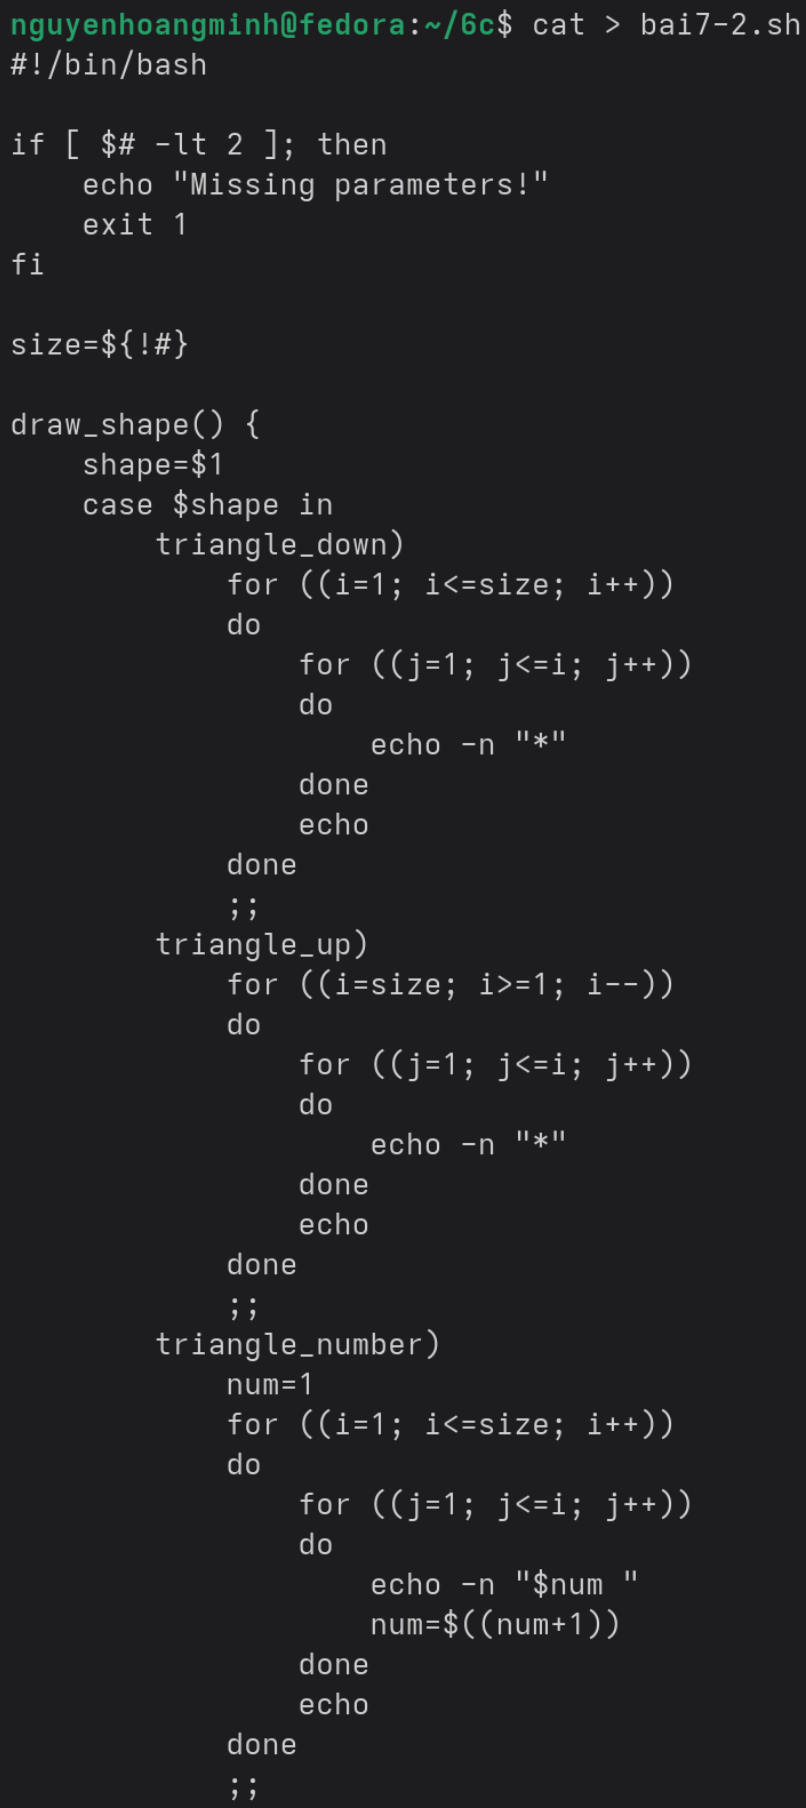 nguyenhoangminh@fedora:~/6c$ cat > bai7-2.sh
#!/bin/bash

if [ $# -lt 2 ]; then
    echo "Missing parameters!"
    exit 1
fi

size=${!#}

draw_shape() {
    shape=$1
    case $shape in
        triangle_down)
            for ((i=1; i<=size; i++))
            do
                for ((j=1; j<=i; j++))
                do
                    echo -n "*"
                done
                echo
            done
            ;;
        triangle_up)
            for ((i=size; i>=1; i--))
            do
                for ((j=1; j<=i; j++))
                do
                    echo -n "*"
                done
                echo
            done
            ;;
        triangle_number)
            num=1
            for ((i=1; i<=size; i++))
            do
                for ((j=1; j<=i; j++))
                do
                    echo -n "$num "
                    num=$((num+1))
                done
                echo
            done
            ;;